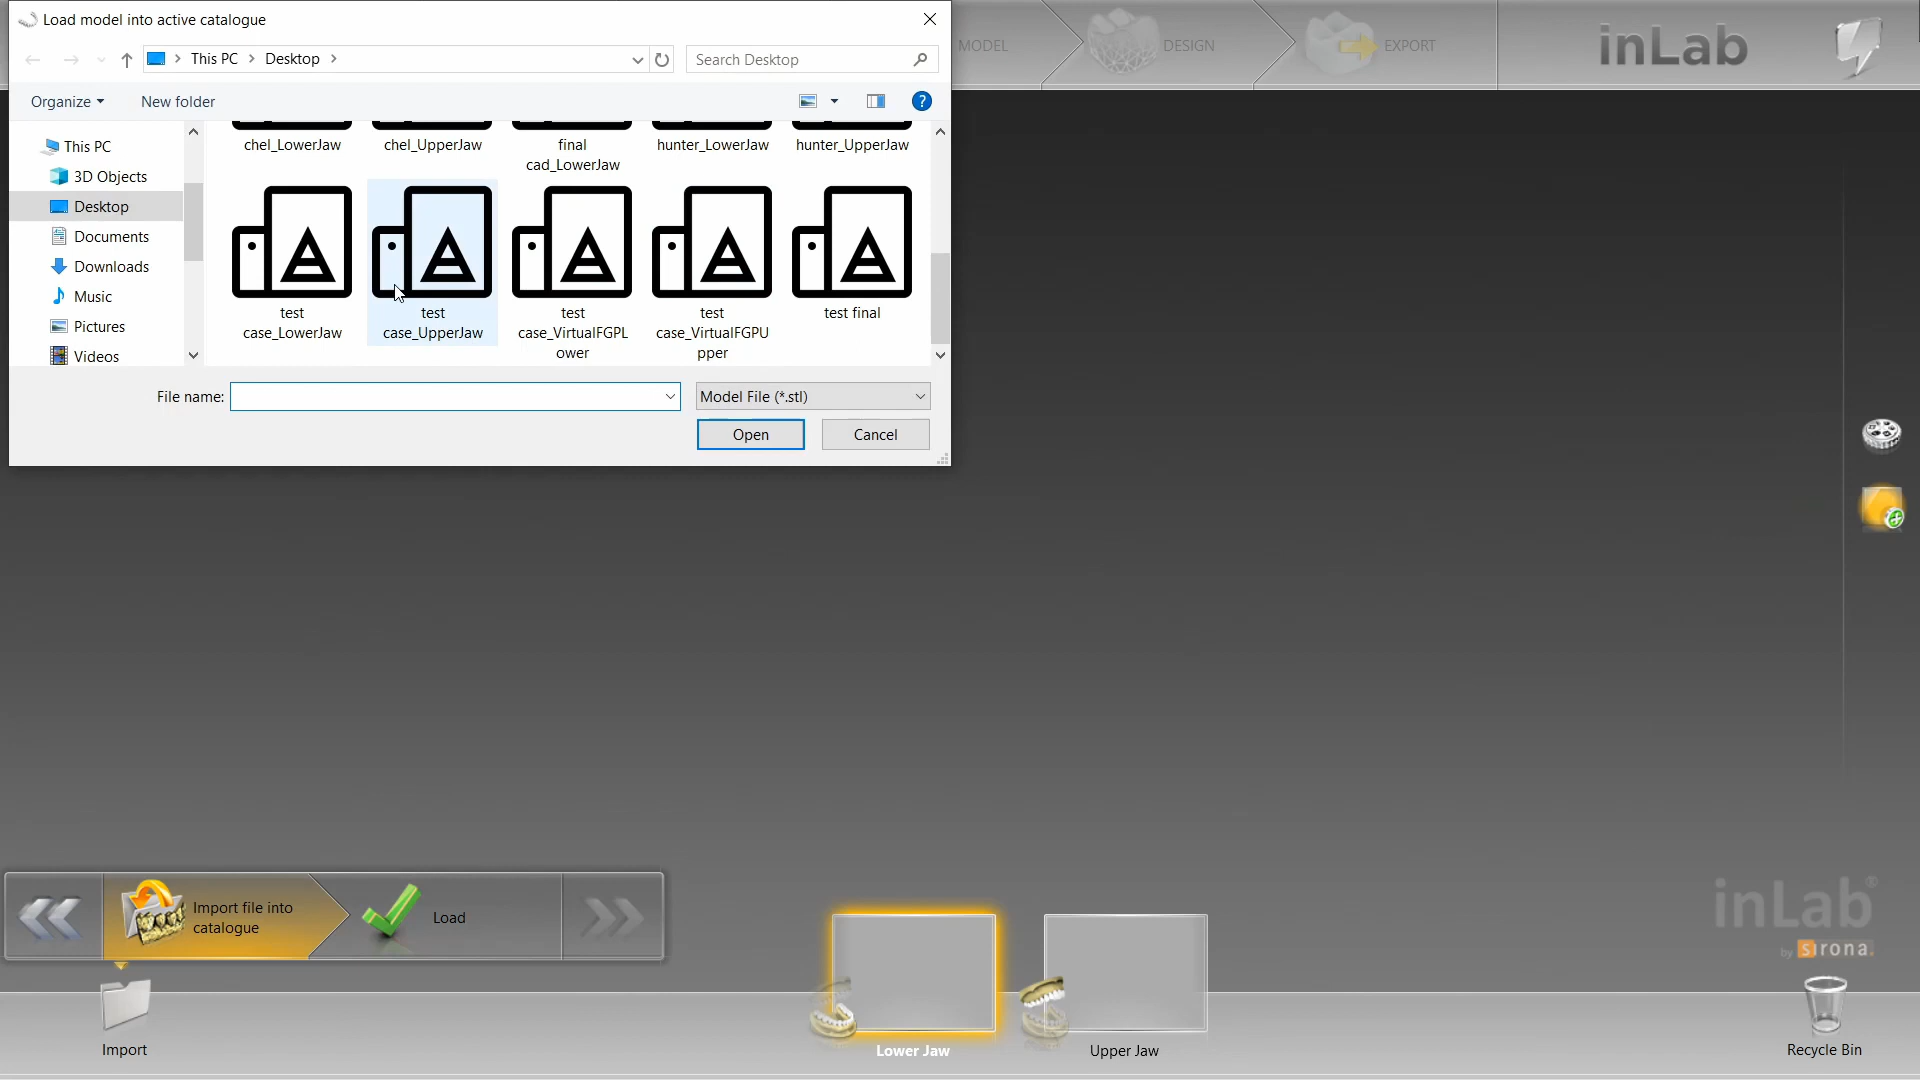 Load model into active catalogue
MODEL
DESIGN
EXPORT
inLab
This PC
Desktop
Search Desktop
Organize
New folder
?
This PC
3D Objects
Desktop
Documents
Downloads
Music
Pictures
Videos
chel_LowerJaw
chel_UpperJaw
final
cad_LowerJaw
hunter_LowerJaw
hunter_UpperJaw
test
case_LowerJaw
test
case_UpperJaw
test
case_VirtualFGPL
ower
test
case_VirtualFGPU
pper
test final
File name:
Model File (*.stl)
Open
Cancel
Import file into
catalogue
Load
inLab®
by sirona.
Import
Lower Jaw
Upper Jaw
Recycle Bin